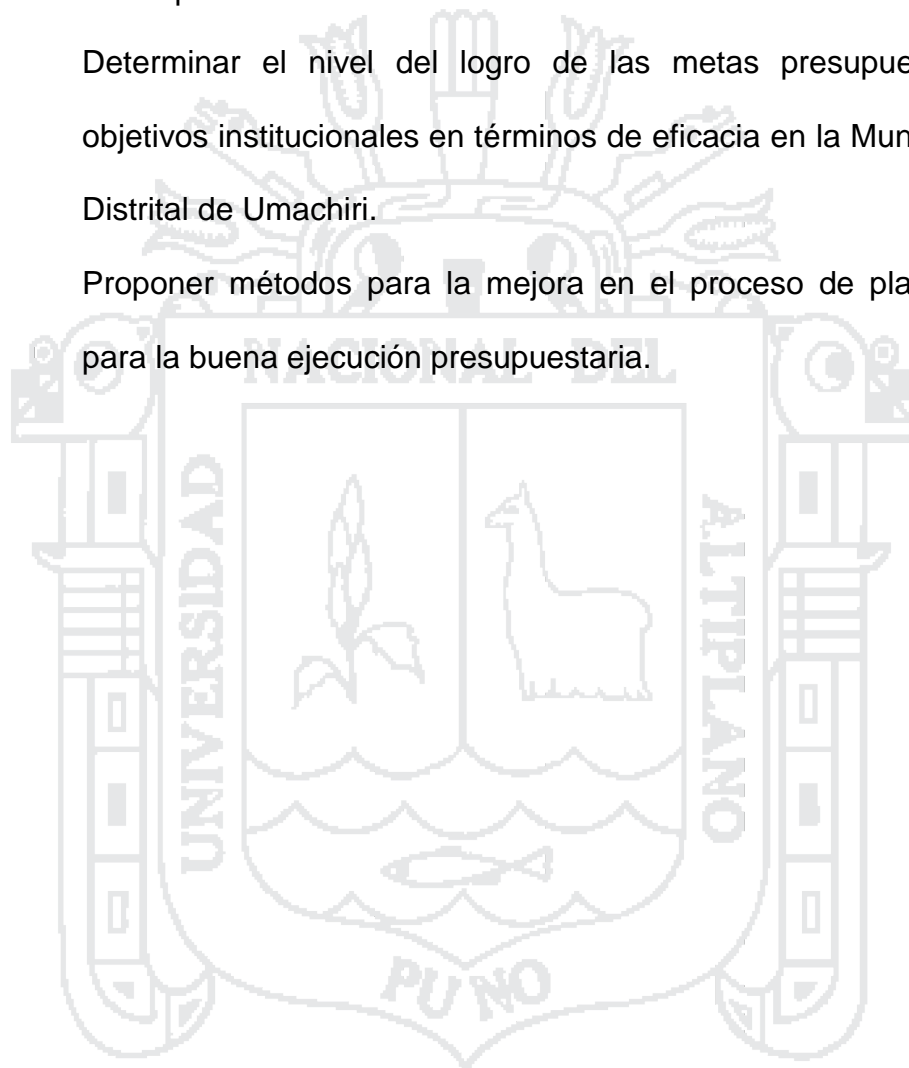 Determinar el nivel del logro de las metas presupue
objetivos institucionales en términos de eficacia en la Mun
Distrital de Umachiri.
Proponer métodos para la mejora en el proceso de pla
para la buena ejecución presupuestaria.
NACIONAL DEL
UNIVERSIDAD
ALTIPLANO
PUNO